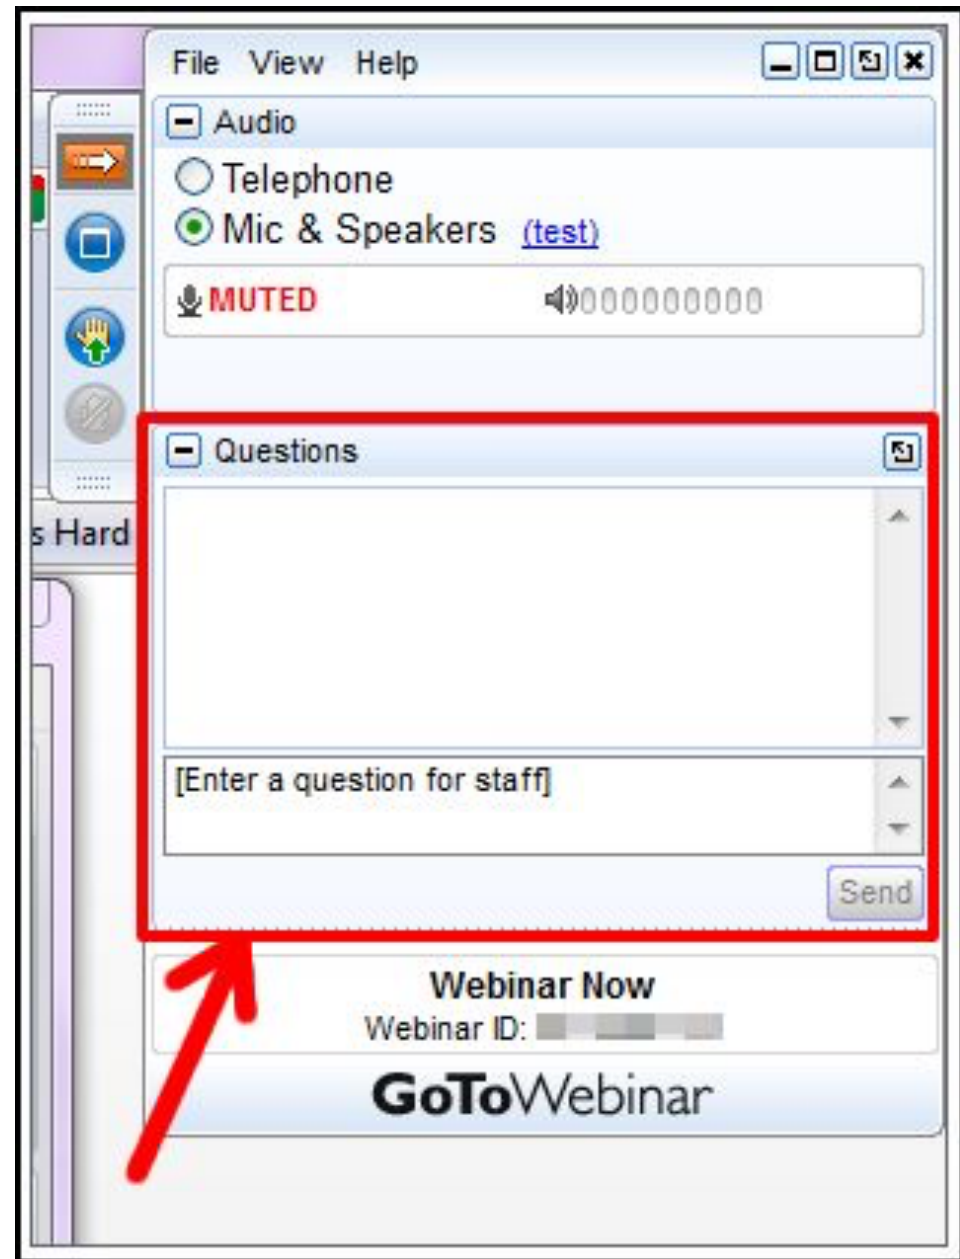 File View Help
Audio
Telephone
Mic & Speakers (test)
MUTED
Questions
s Hard
[Enter a question for staff]
Send
Webinar Now
Webinar ID:
GoToWebinar